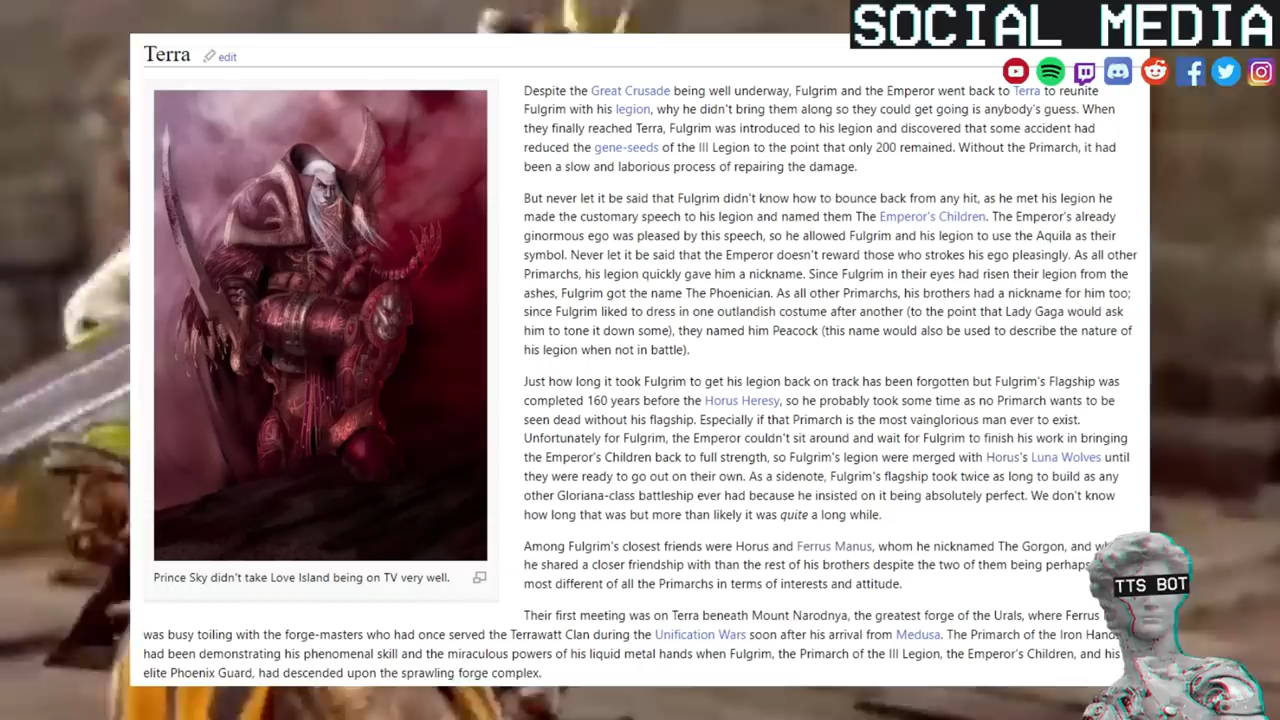 SOCIAL MEDIA
Terra edit
Despite the Great Crusade being well underway, Fulgrim and the Emperor went back to Terra to reunite
Fulgrim with his legion, why he didn't bring them along so they could get going is anybody's guess. When
they finally reached Terra, Fulgrim was introduced to his legion and discovered that some accident had
reduced the gene-seeds of the III Legion to the point that only 200 remained. Without the Primarch, it had
been a slow and laborious process of repairing the damage.
But never let it be said that Fulgrim didn't know how to bounce back from any hit, as he met his legion he
made the customary speech to his legion and named them The Emperor's Children. The Emperor's already
ginormous ego was pleased by this speech, so he allowed Fulgrim and his legion to use the Aquila as their
symbol. Never let it be said that the Emperor doesn't reward those who strokes his ego pleasingly. As all other
Primarchs, his legion quickly gave him a nickname. Since Fulgrim in their eyes had risen their legion from the
ashes, Fulgrim got the name The Phoenician. As all other Primarchs, his brothers had a nickname for him too;
since Fulgrim liked to dress in one outlandish costume after another (to the point that Lady Gaga would ask
him to tone it down some), they named him Peacock (this name would also be used to describe the nature of
his legion when not in battle).
Just how long it took Fulgrim to get his legion back on track has been forgotten but Fulgrim's Flagship was
completed 160 years before the Horus Heresy, so he probably took some time as no Primarch wants to be
seen dead without his flagship. Especially if that Primarch is the most vainglorious man ever to exist.
Unfortunately for Fulgrim, the Emperor couldn't sit around and wait for Fulgrim to finish his work in bringing
the Emperor's Children back to full strength, so Fulgrim's legion were merged with Horus's Luna Wolves until
they were ready to go out on their own. As a sidenote, Fulgrim's flagship took twice as long to build as any
other Gloriana-class battleship ever had because he insisted on it being absolutely perfect. We don't know
how long that was but more than likely it was quite a long while.
Among Fulgrim's closest friends were Horus and Ferrus Manus, whom he nicknamed The Gorgon, and
he shared a closer friendship with than the rest of his brothers despite the two of them being perhaps
most different of all the Primarchs in terms of interests and attitude.
Prince Sky didn't take Love Island being on TV very well.
Their first meeting was on Terra beneath Mount Narodnya, the greatest forge of the Urals, where Ferrus
was busy toiling with the forge-masters who had once served the Terrawatt Clan during the Unification Wars soon after his arrival from Medusa. The Primarch of the Iron Hands
had been demonstrating his phenomenal skill and the miraculous powers of his liquid metal hands when Fulgrim, the Primarch of the III Legion, the Emperor's Children, and his
elite Phoenix Guard, had descended upon the sprawling forge complex.
TTS BOT